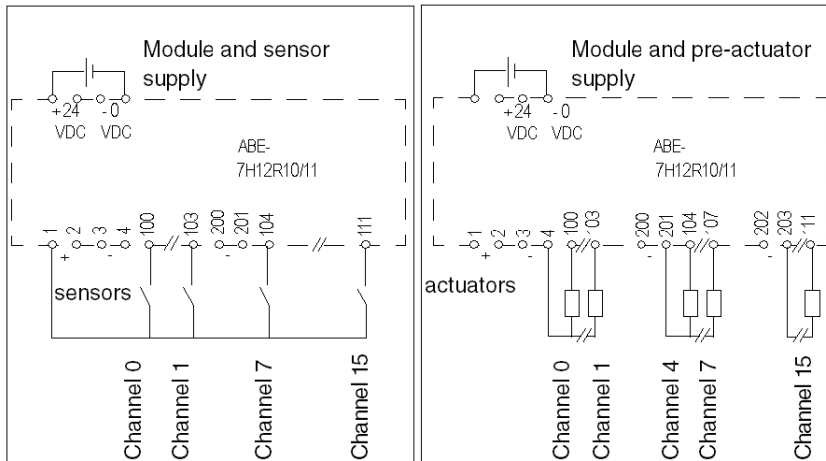 Module and sensor
supply
+24 -0
VDC VDC
ABE-
7H12R10/11
1 2 3 4 100 103 200 201 104 111
+ - -
sensors
Channel 0
Channel 1
Channel 7
Channel 15
Module and pre-actuator
supply
+24 -0
VDC VDC
ABE-
7H12R10/11
1 2 3 4 100 103 200 201 104 107 202 203 111
+ - - -
actuators
Channel 0
Channel 1
Channel 4
Channel 7
Channel 15